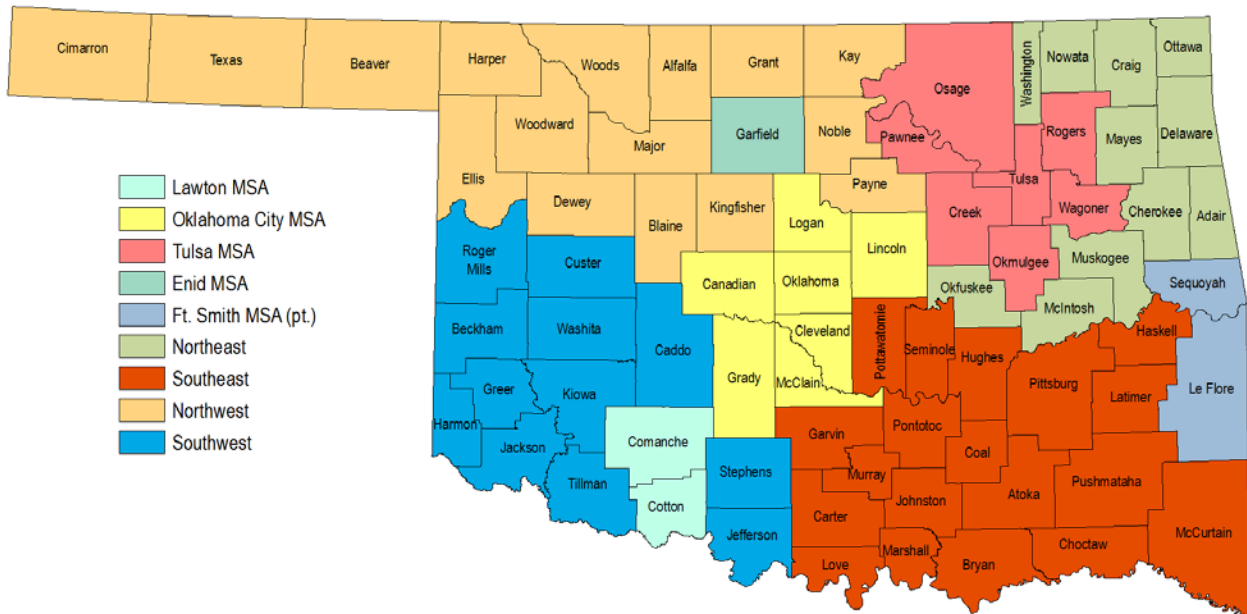 Cimarron
Texas
Beaver
Harper
Woods
Alfalfa
Grant
Kay
Osage
Washington
Nowata
Craig
Ottawa
Woodward
Major
Garfield
Noble
Pawnee
Rogers
Mayes
Delaware
Ellis
Dewey
Blaine
Kingfisher
Logan
Payne
Creek
Tulsa
Wagoner
Cherokee
Adair
Lawton MSA
Oklahoma City MSA
Tulsa MSA
Enid MSA
Ft. Smith MSA (pt.)
Northeast
Southeast
Northwest
Southwest
Roger
Mills
Custer
Canadian
Oklahoma
Lincoln
Okmulgee
Muskogee
Okfuskee
McIntosh
Sequoyah
Beckham
Washita
Caddo
Grady
Cleveland
McClain
Pottawatomie
Seminole
Hughes
Pittsburg
Haskell
Latimer
Le Flore
Harmon
Greer
Kiowa
Jackson
Tillman
Comanche
Cotton
Stephens
Jefferson
Garvin
Murray
Pontotoc
Coal
Carter
Johnston
Atoka
Pushmataha
McCurtain
Love
Marshall
Bryan
Choctaw